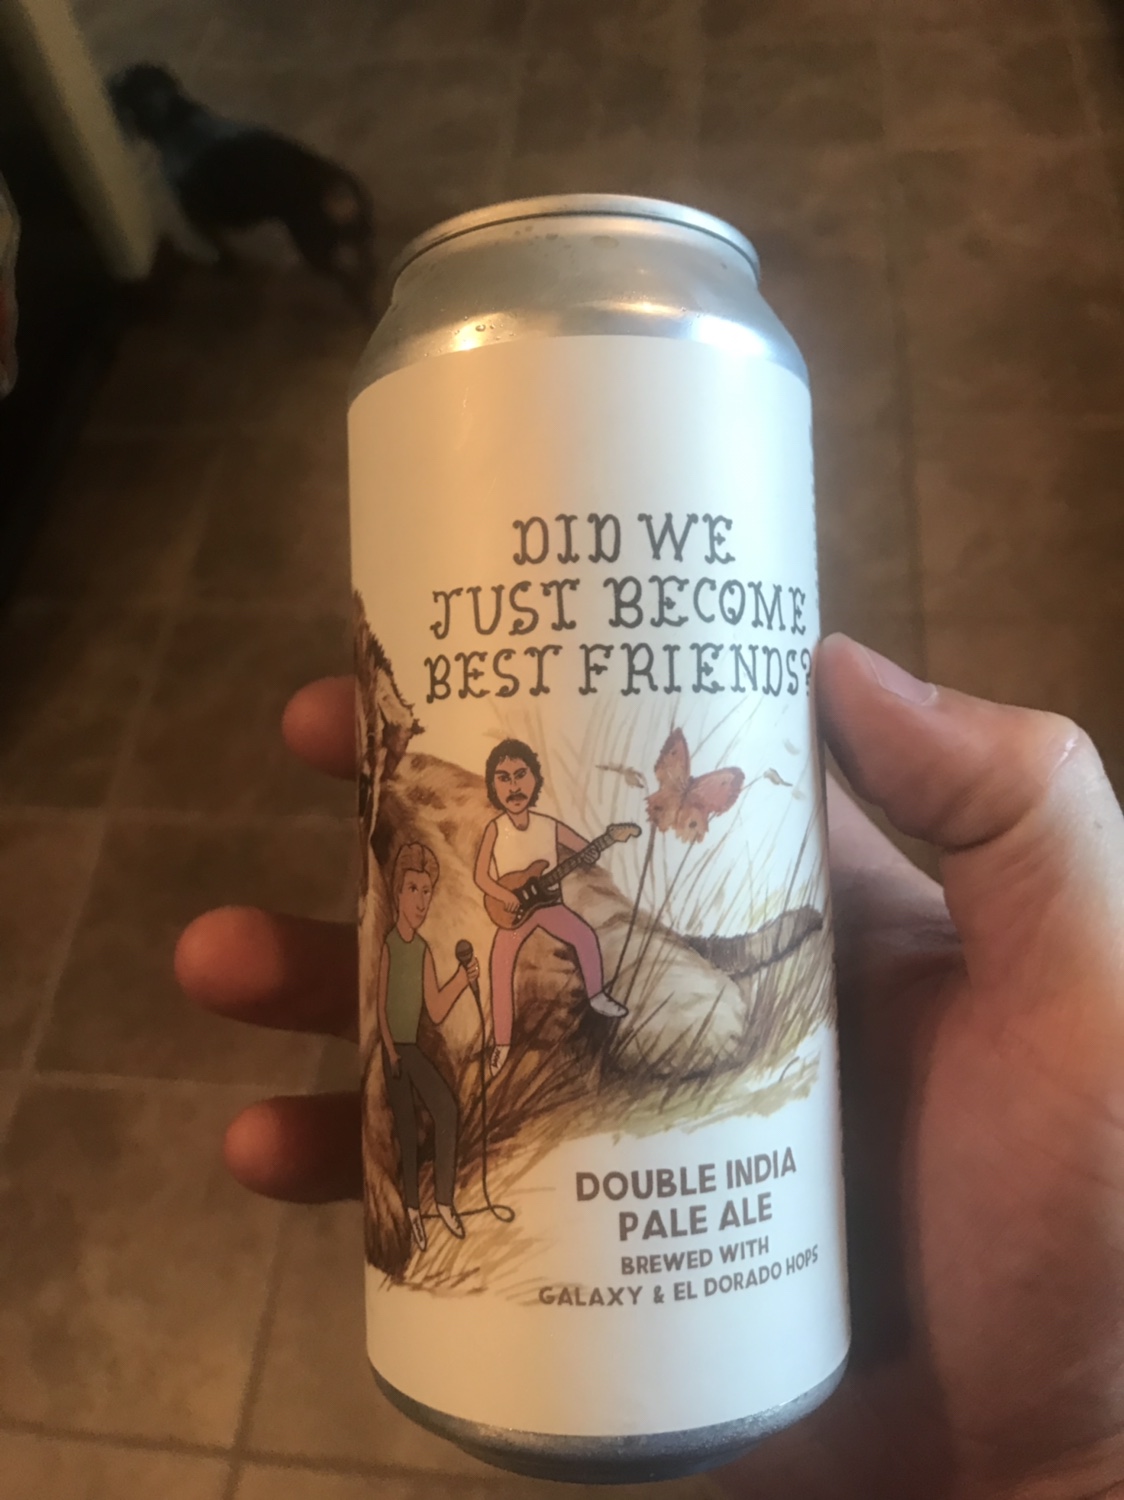 DID WE
JUST BECOME
BEST FRIENDS?
DOUBLE INDIA
PALE ALE
BREWED WITH
GALAXY & EL DORADO HOPS